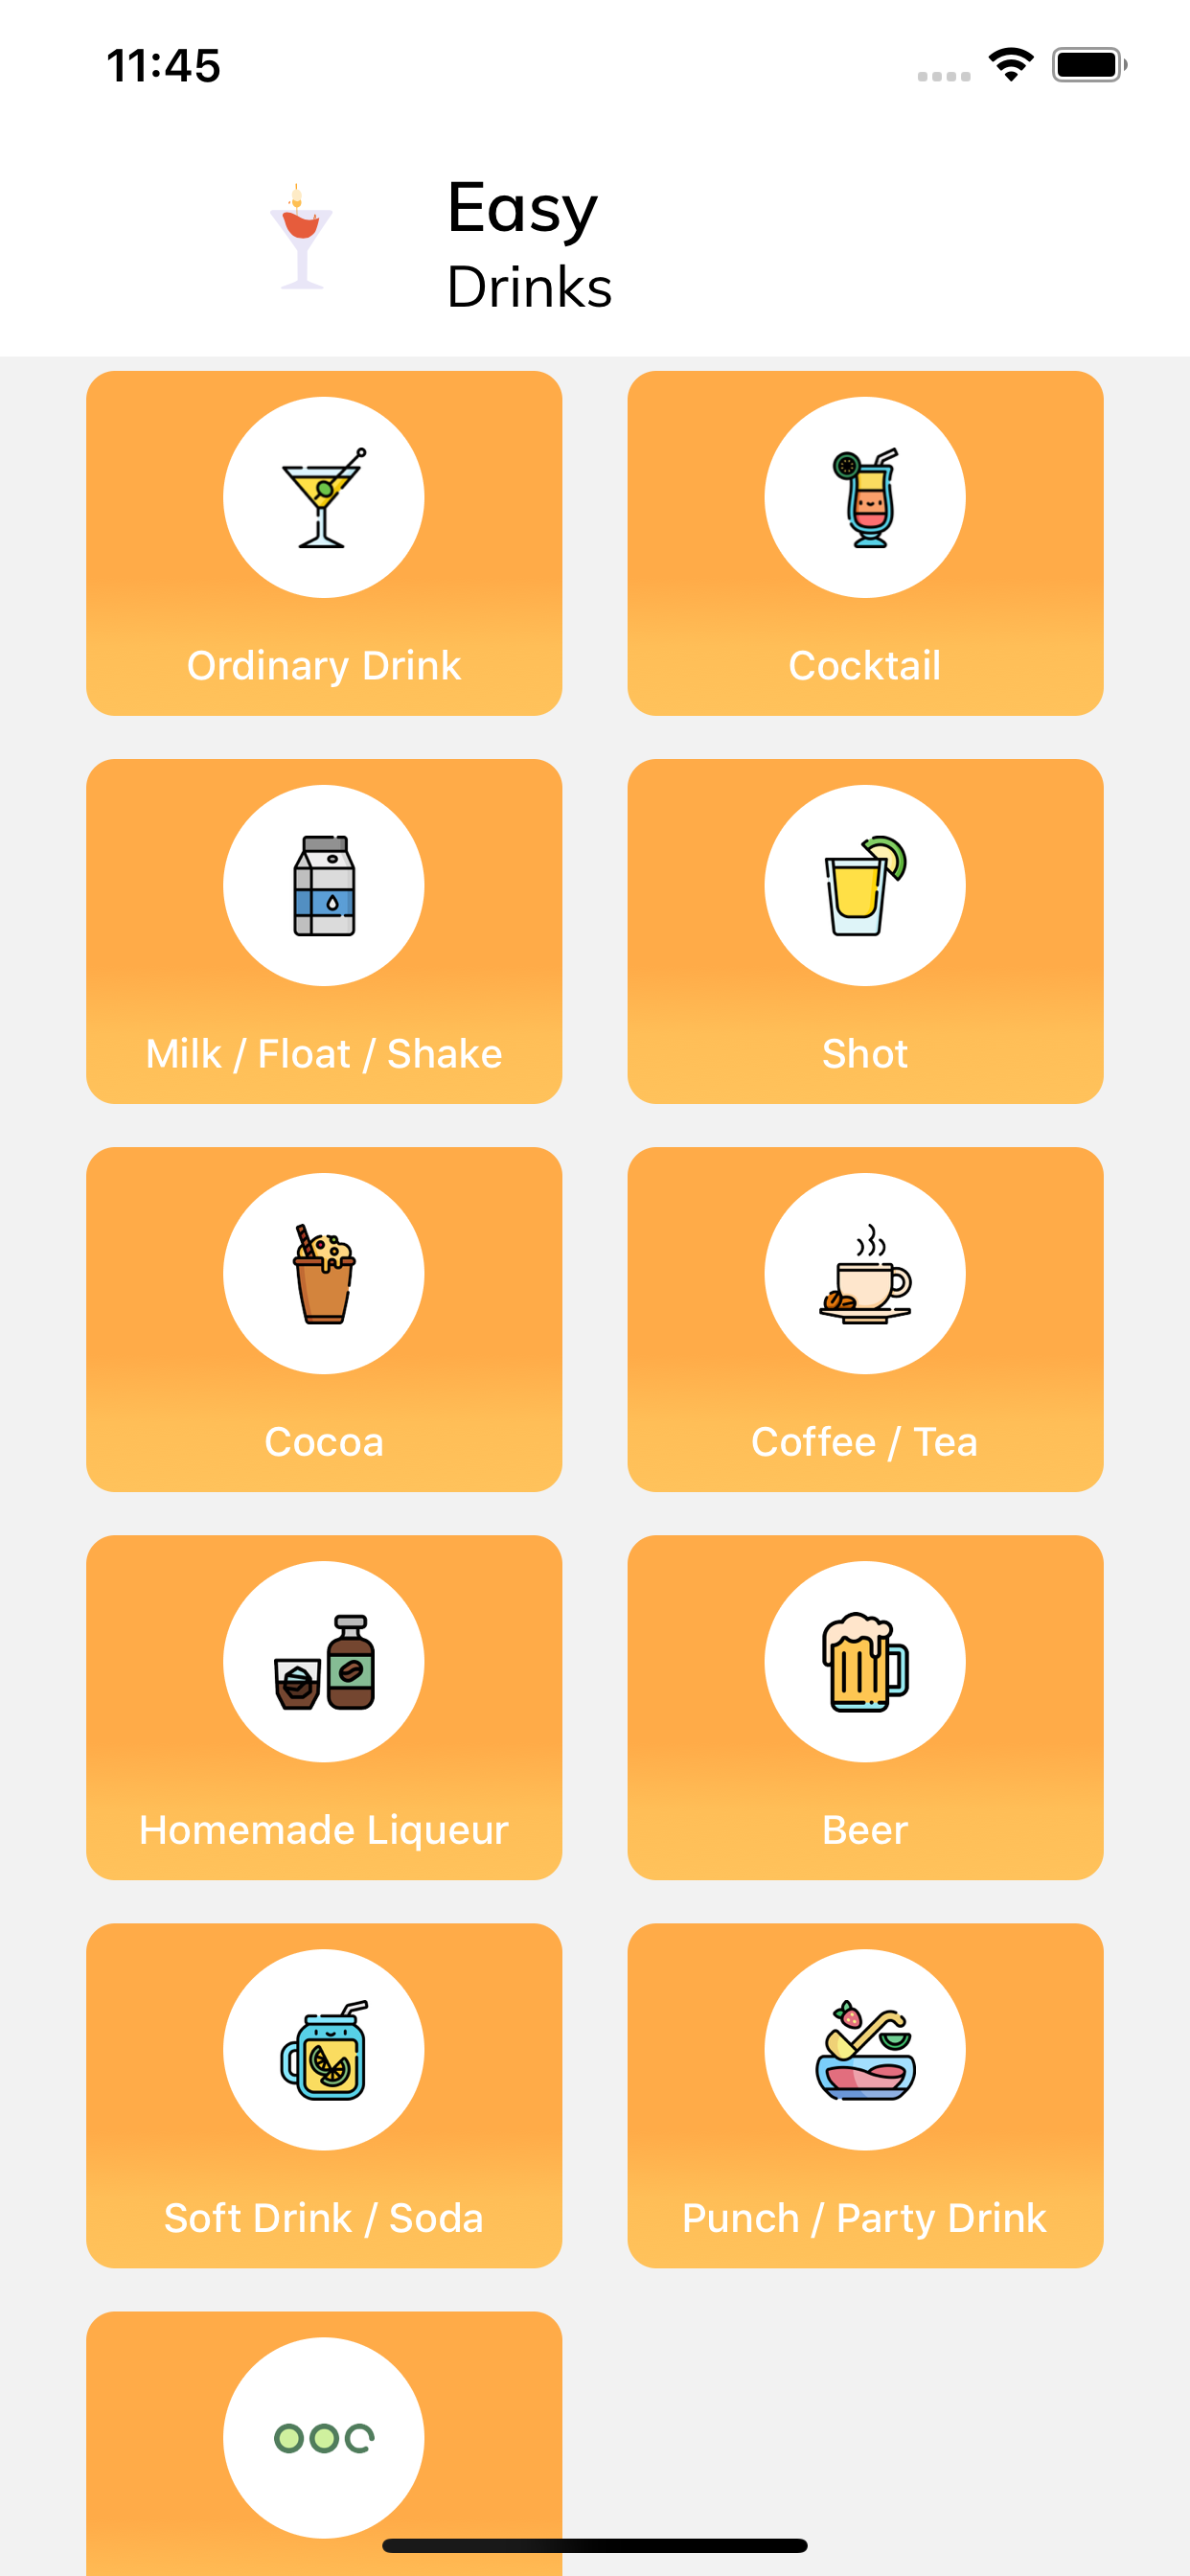 11:45
Easy
Drinks
Ordinary Drink
Cocktail
Milk / Float / Shake
Shot
Cocoa
Coffee / Tea
Homemade Liqueur
Beer
Soft Drink / Soda
Punch / Party Drink